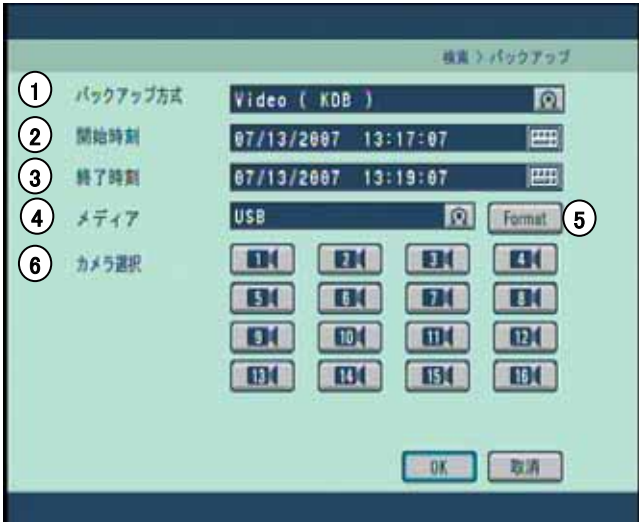 検索 > バックアップ
① バックアップ方式 Video ( KDB )
② 開始時刻 07/13/2007 13:17:07
③ 終了時刻 07/13/2007 13:19:07
④ メディア USB Format ⑤
⑥ カメラ選択 1 2 3 4
5 6 7 8
9 10 11 12
13 14 15 16
OK 取消